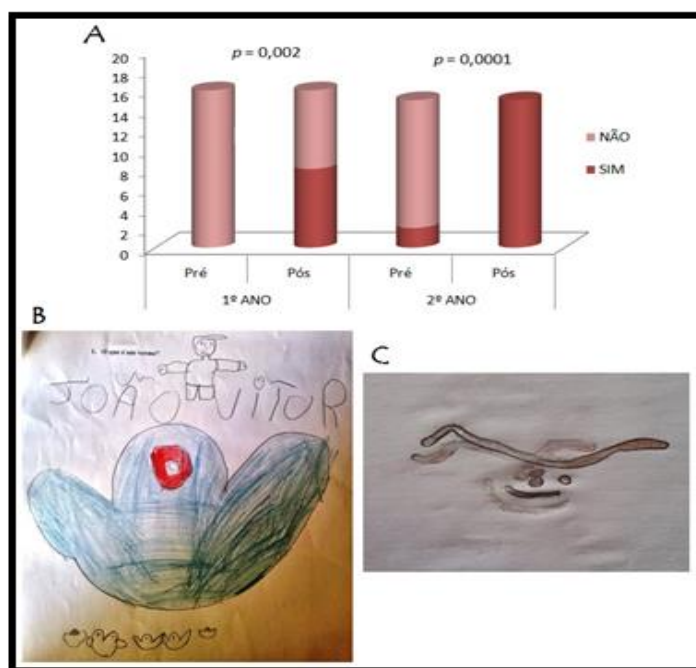 A
p = 0,002
p = 0,0001
20
18
16
14
12
10
8
6
4
2
0
NÃO
SIM
Pré
Pós
Pré
Pós
1º ANO
2º ANO
B
JOÃO VITOR
C